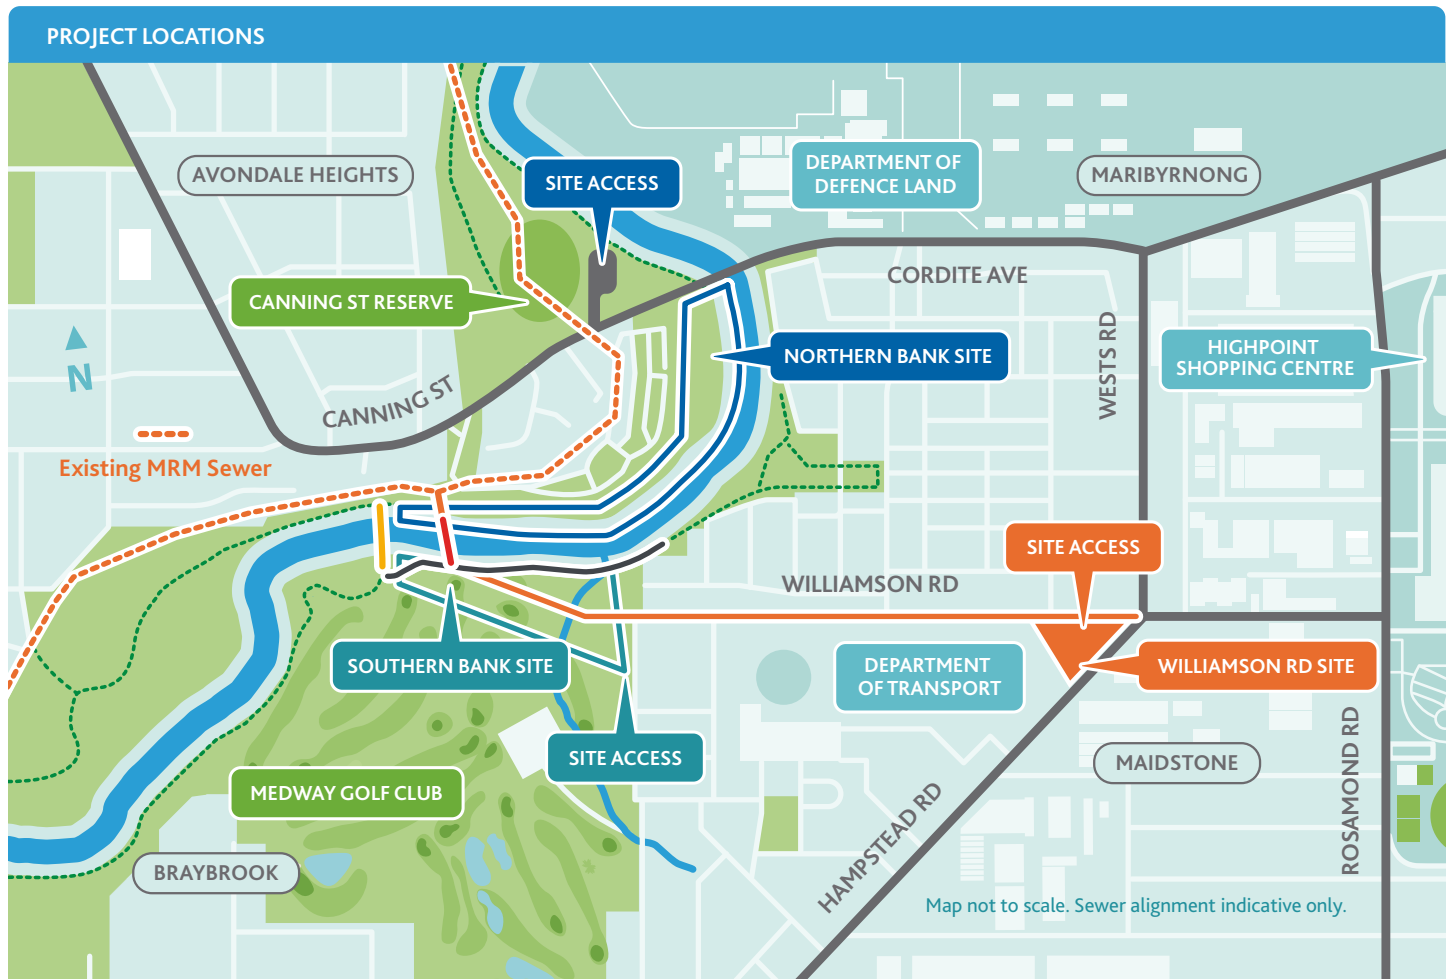 PROJECT LOCATIONS
AVONDALE HEIGHTS
SITE ACCESS
DEPARTMENT OF
DEFENCE LAND
MARIBYRNONG
CANNING ST RESERVE
CORDITE AVE
NORTHERN BANK SITE
WESTS RD
HIGHPOINT
SHOPPING CENTRE
N
CANNING ST
Existing MRM Sewer
SITE ACCESS
WILLIAMSON RD
SOUTHERN BANK SITE
DEPARTMENT
OF TRANSPORT
WILLIAMSON RD SITE
SITE ACCESS
MAIDSTONE
ROSAMOND RD
MEDWAY GOLF CLUB
HAMPSTEAD RD
BRAYBROOK
Map not to scale. Sewer alignment indicative only.